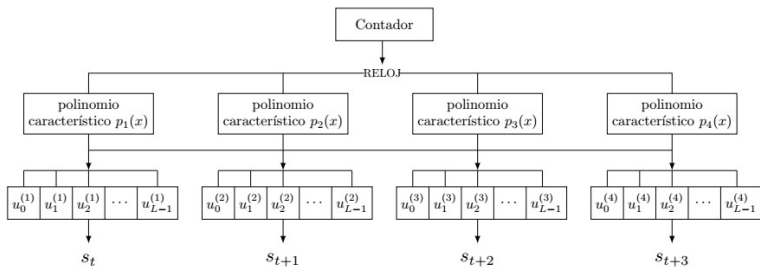 Contador
RELOJ
polinomio
característico p₁(x)
polinomio
característico p₂(x)
polinomio
característico p₃(x)
polinomio
característico p₄(x)
u₀⁽¹⁾ u₁⁽¹⁾ u₂⁽¹⁾ ⋯ u_{L−1}⁽¹⁾
u₀⁽²⁾ u₁⁽²⁾ u₂⁽²⁾ ⋯ u_{L−1}⁽²⁾
u₀⁽³⁾ u₁⁽³⁾ u₂⁽³⁾ ⋯ u_{L−1}⁽³⁾
u₀⁽⁴⁾ u₁⁽⁴⁾ u₂⁽⁴⁾ ⋯ u_{L−1}⁽⁴⁾
s_t
s_{t+1}
s_{t+2}
s_{t+3}